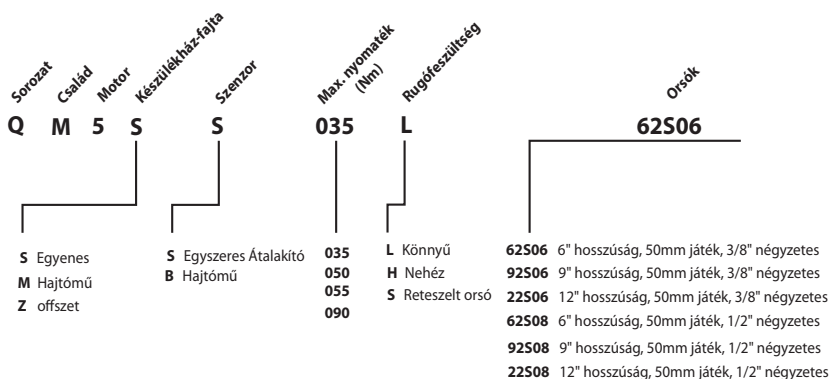 Sorozat
Család
Motor
Készülékház-fajta
Szenzor
Max. nyomaték
(Nm)
Rugófeszültség
Orsók
Q M 5 S S 035 L 62S06
S Egyenes
M Hajtómű
Z offszet
S Egyszeres Átalakító
B Hajtómű
035
050
055
090
L Könnyű
H Nehéz
S Reteszelt orsó
62S06 6" hosszúság, 50mm játék, 3/8" négyzetes
92S06 9" hosszúság, 50mm játék, 3/8" négyzetes
22S06 12" hosszúság, 50mm játék, 3/8" négyzetes
62S08 6" hosszúság, 50mm játék, 1/2" négyzetes
92S08 9" hosszúság, 50mm játék, 1/2" négyzetes
22S08 12" hosszúság, 50mm játék, 1/2" négyzetes